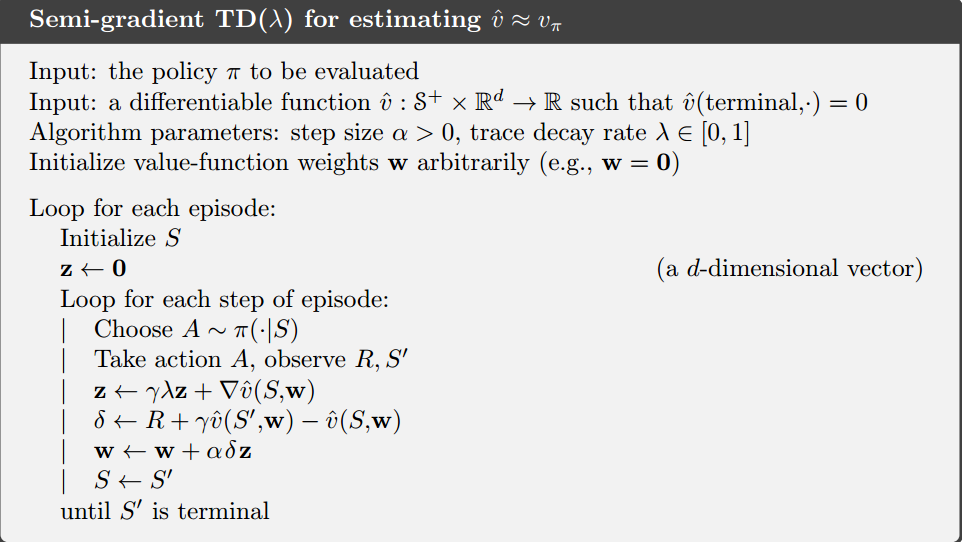 Semi-gradient TD(λ) for estimating v̂ ≈ vπ
Input: the policy π to be evaluated
Input: a differentiable function v̂ : S⁺ × ℝᵈ → ℝ such that v̂(terminal,·) = 0
Algorithm parameters: step size α > 0, trace decay rate λ ∈ [0, 1]
Initialize value-function weights w arbitrarily (e.g., w = 0)
Loop for each episode:
Initialize S
z ← 0 (a d-dimensional vector)
Loop for each step of episode:
| Choose A ∼ π(·|S)
| Take action A, observe R, S′
| z ← γλz + ∇v̂(S,w)
| δ ← R + γv̂(S′,w) − v̂(S,w)
| w ← w + αδz
| S ← S′
until S′ is terminal